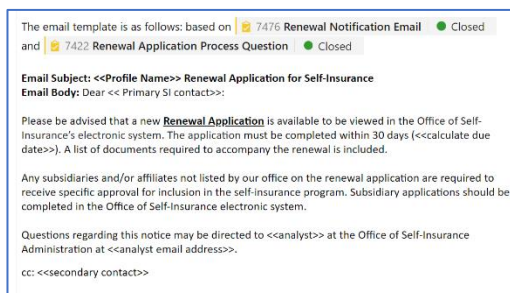 The email template is as follows: based on 7476 Renewal Notification Email Closed
and 7422 Renewal Application Process Question Closed
Email Subject: <<Profile Name>> Renewal Application for Self-Insurance
Email Body: Dear << Primary SI contact>>:
Please be advised that a new Renewal Application is available to be viewed in the Office of Self-
Insurance's electronic system. The application must be completed within 30 days (<<calculate due
date>>). A list of documents required to accompany the renewal is included.
Any subsidiaries and/or affiliates not listed by our office on the renewal application are required to
receive specific approval for inclusion in the self-insurance program. Subsidiary applications should be
completed in the Office of Self-Insurance electronic system.
Questions regarding this notice may be directed to <<analyst>> at the Office of Self-Insurance
Administration at <<analyst email address>>.
cc: <<secondary contact>>